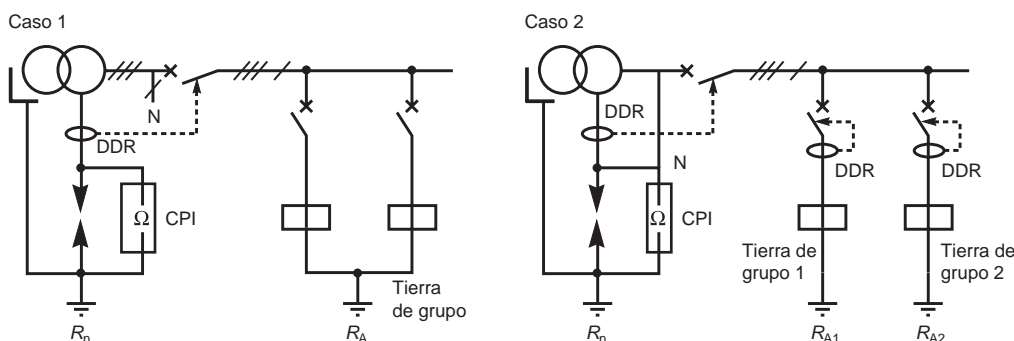 Caso 1
N
DDR
Ω
CPI
Tierra
de grupo
Rn
RA
Caso 2
DDR
N
Ω
CPI
DDR
DDR
Tierra de
grupo 1
Tierra de
grupo 2
Rn
RA1
RA2